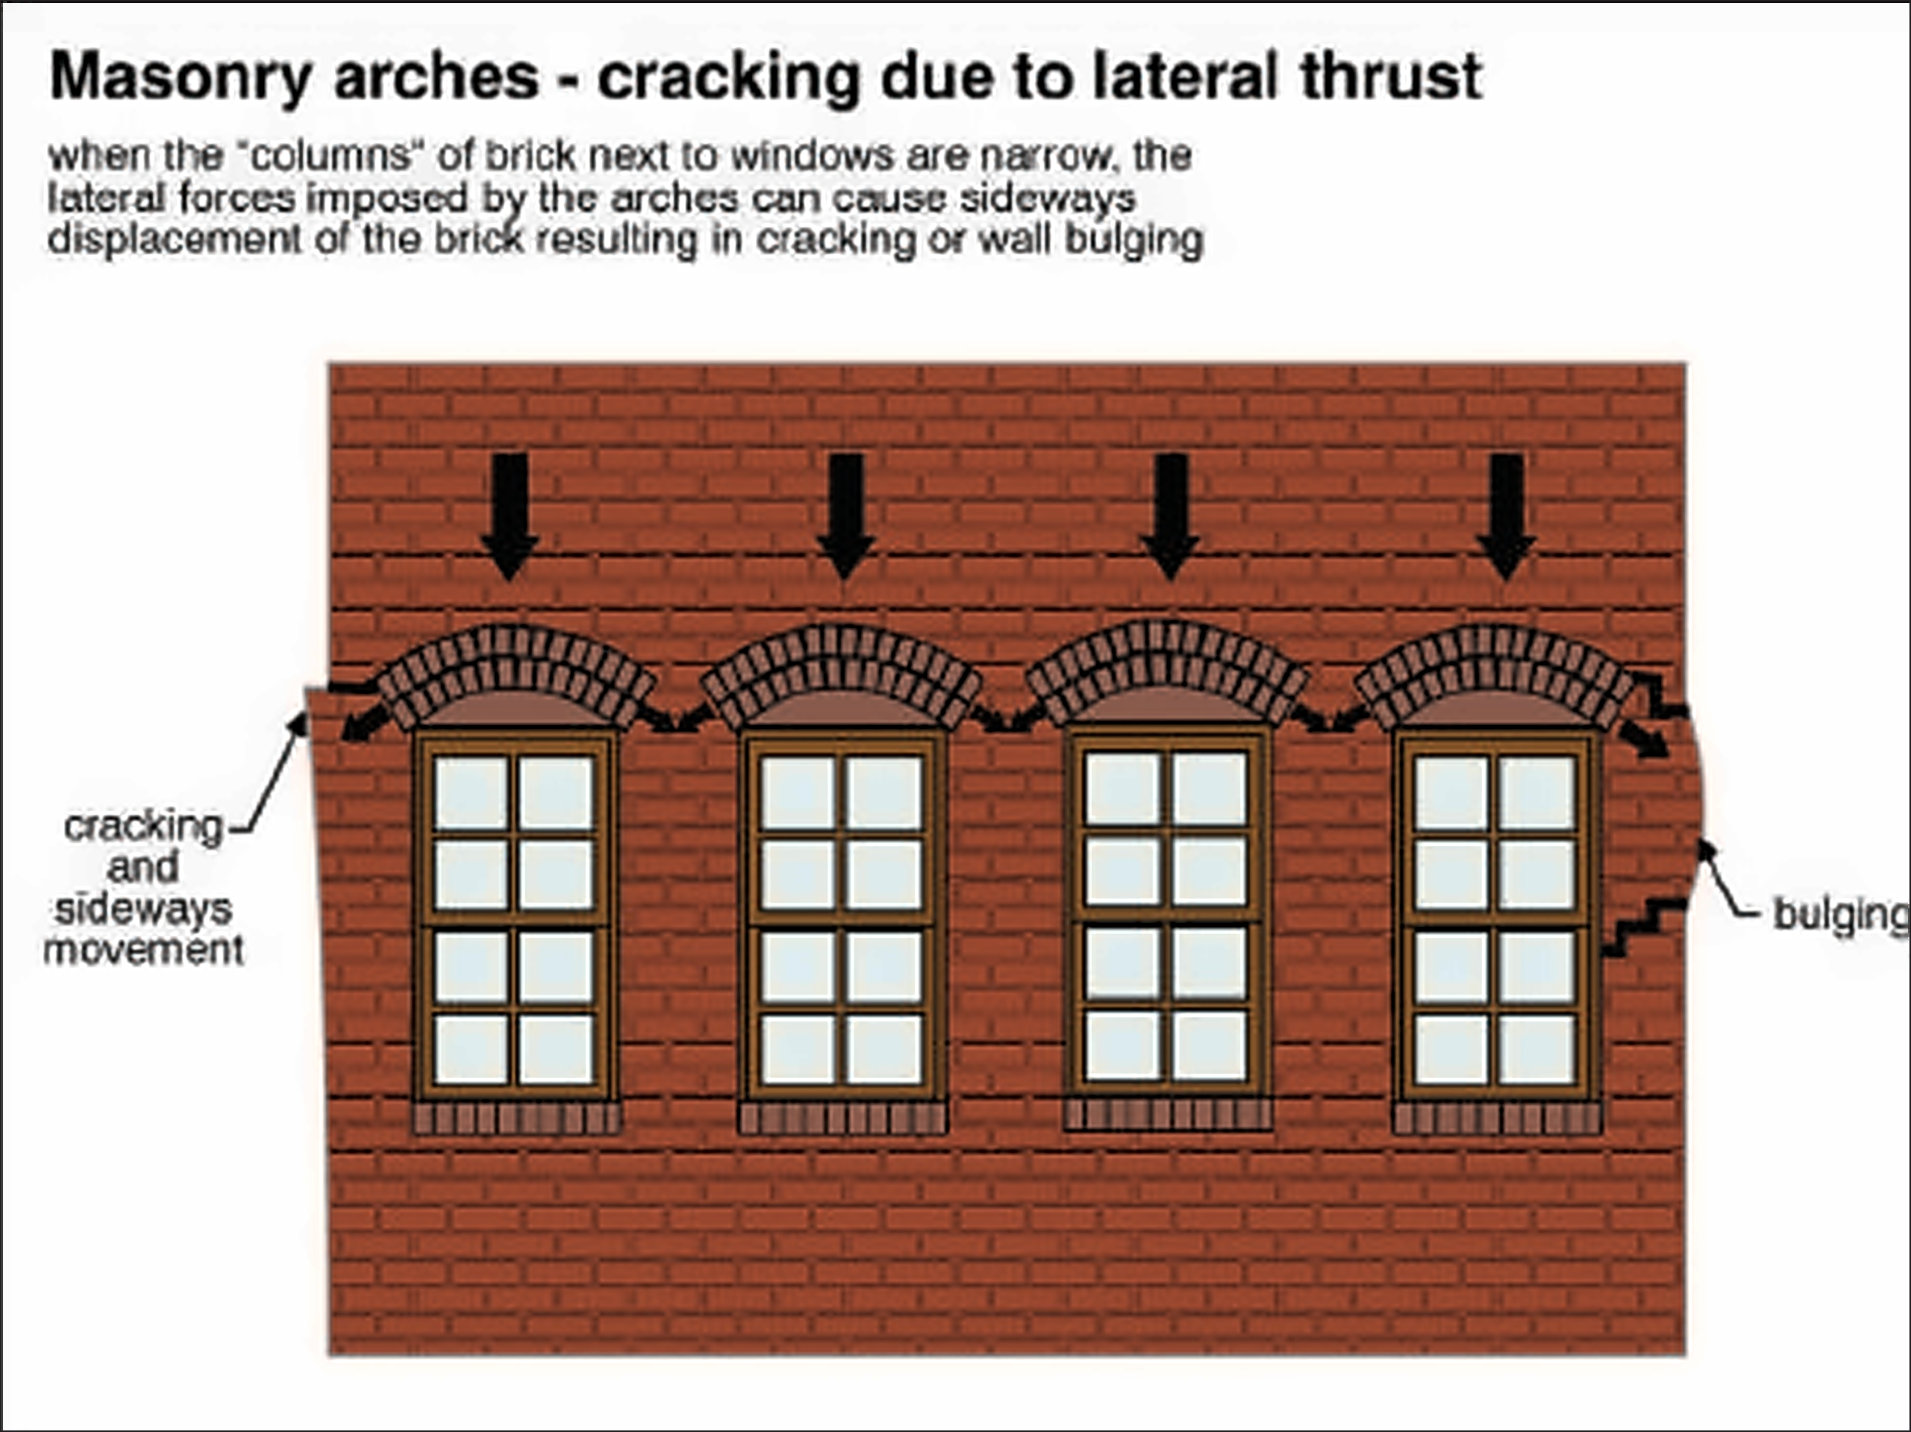 Masonry arches - cracking due to lateral thrust
when the "columns" of brick next to windows are narrow, the
lateral forces imposed by the arches can cause sideways
displacement of the brick resulting in cracking or wall bulging
cracking
and
sideways
movement
bulging